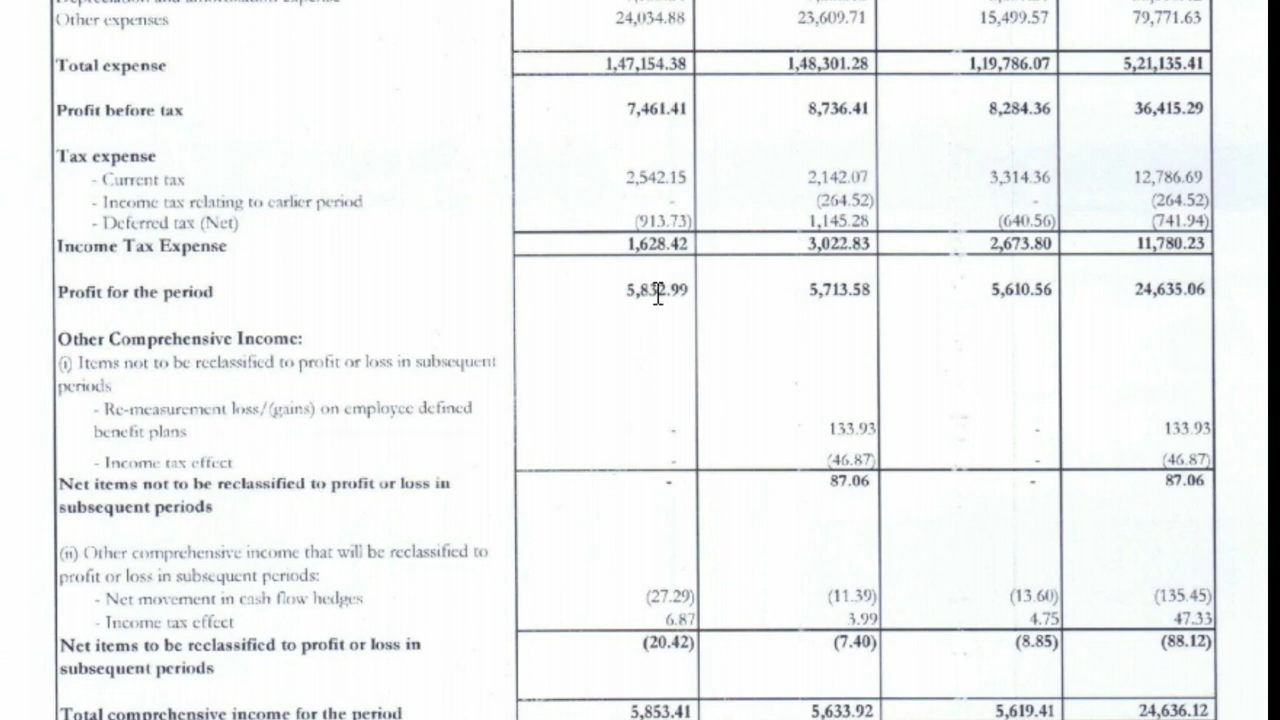 Other expenses 24,034.88 23,609.71 15,499.57 79,771.63
Total expense 1,47,154.38 1,48,301.28 1,19,786.07 5,21,135.41
Profit before tax 7,461.41 8,736.41 8,284.36 36,415.29
Tax expense
- Current tax 2,542.15 2,142.07 3,314.36 12,786.69
- Income tax relating to earlier period - (264.52) - (264.52)
- Deferred tax (Net) (913.73) 1,145.28 (640.56) (741.94)
Income Tax Expense 1,628.42 3,022.83 2,673.80 11,780.23
Profit for the period 5,832.99 5,713.58 5,610.56 24,635.06
Other Comprehensive Income:
(i) Items not to be reclassified to profit or loss in subsequent
periods
- Re-measurement loss/(gains) on employee defined
benefit plans - 133.93 - 133.93
- Income tax effect - (46.87) - (46.87)
Net items not to be reclassified to profit or loss in - 87.06 - 87.06
subsequent periods
(ii) Other comprehensive income that will be reclassified to
profit or loss in subsequent periods:
- Net movement in cash flow hedges (27.29) (11.39) (13.60) (135.45)
- Income tax effect 6.87 3.99 4.75 47.33
Net items to be reclassified to profit or loss in (20.42) (7.40) (8.85) (88.12)
subsequent periods
Total comprehensive income for the period 5,853.41 5,633.92 5,619.41 24,636.12